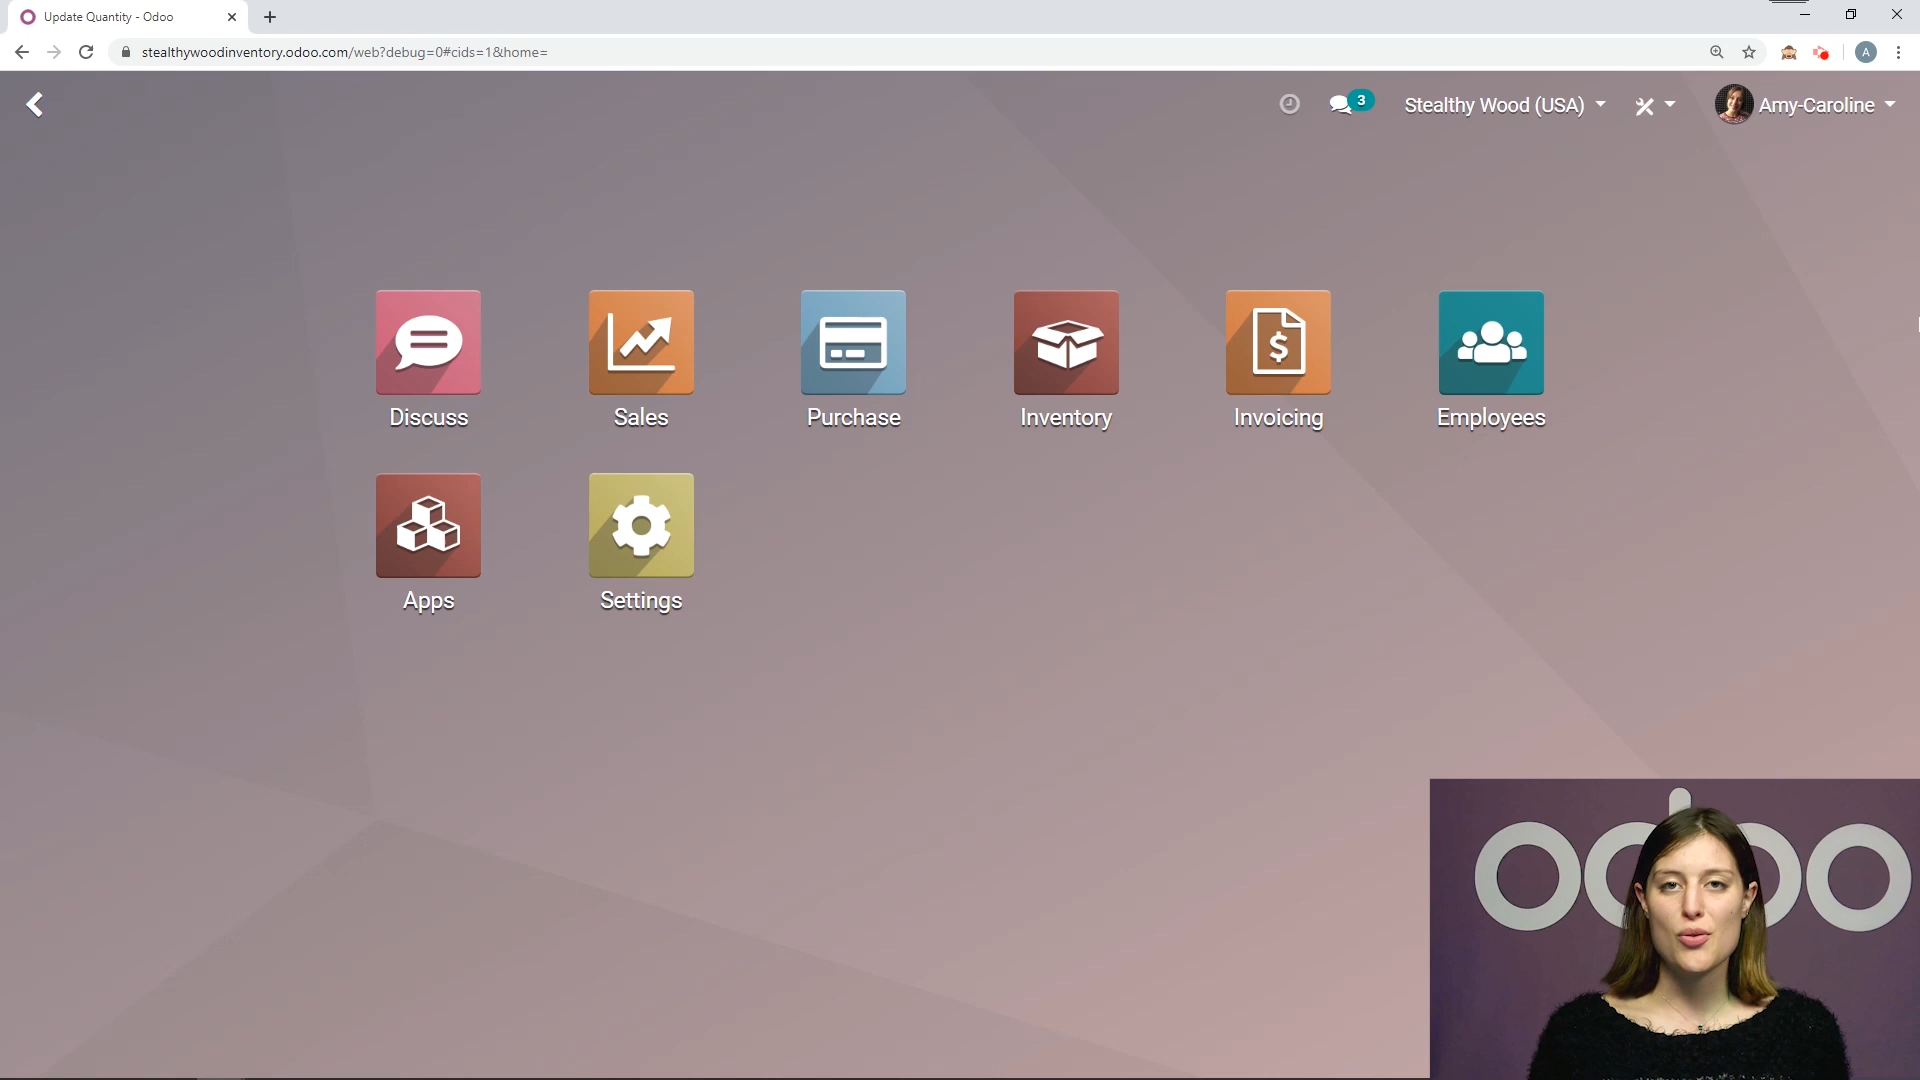 Update Quantity - Odoo
stealthywoodinventory.odoo.com/web?debug=0#cids=1&home=
A
3
Stealthy Wood (USA)
Amy-Caroline
Discuss
Sales
Purchase
Inventory
Invoicing
Employees
Apps
Settings
odoo